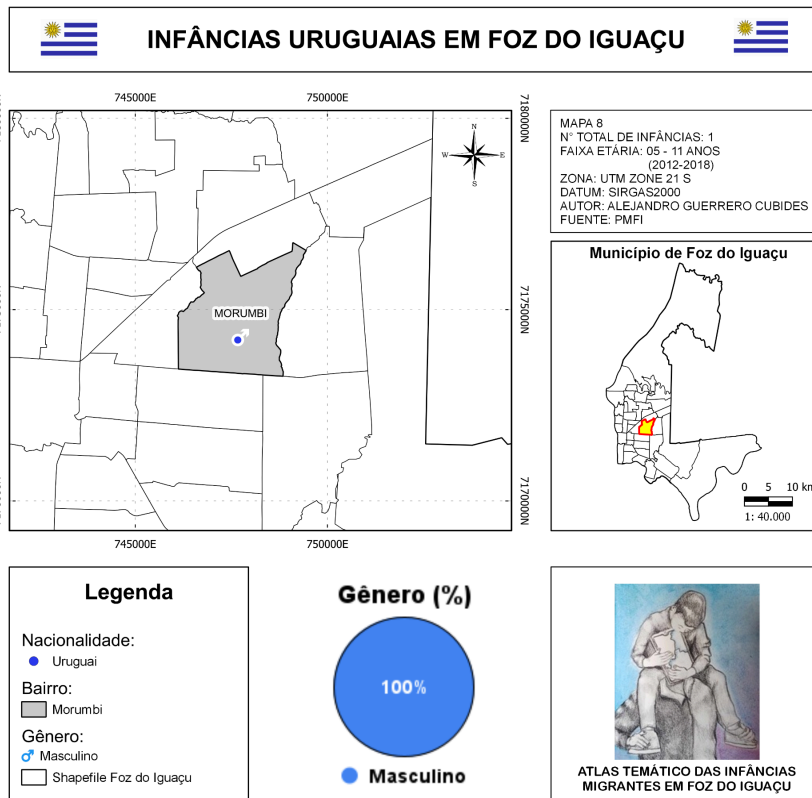 INFÂNCIAS URUGUAIAS EM FOZ DO IGUAÇU
745000E
750000E
7180000N
7175000N
7170000N
N
W
E
S
MORUMBI
745000E
750000E
MAPA 8
N° TOTAL DE INFÂNCIAS: 1
FAIXA ETÁRIA: 05 - 11 ANOS
(2012-2018)
ZONA: UTM ZONE 21 S
DATUM: SIRGAS2000
AUTOR: ALEJANDRO GUERRERO CUBIDES
FUENTE: PMFI
Município de Foz do Iguaçu
0 5 10 km
1: 40.000
Legenda
Nacionalidade:
Uruguai
Bairro:
Morumbi
Gênero:
Masculino
Shapefile Foz do Iguaçu
Gênero (%)
100%
Masculino
ATLAS TEMÁTICO DAS INFÂNCIAS
MIGRANTES EM FOZ DO IGUAÇU